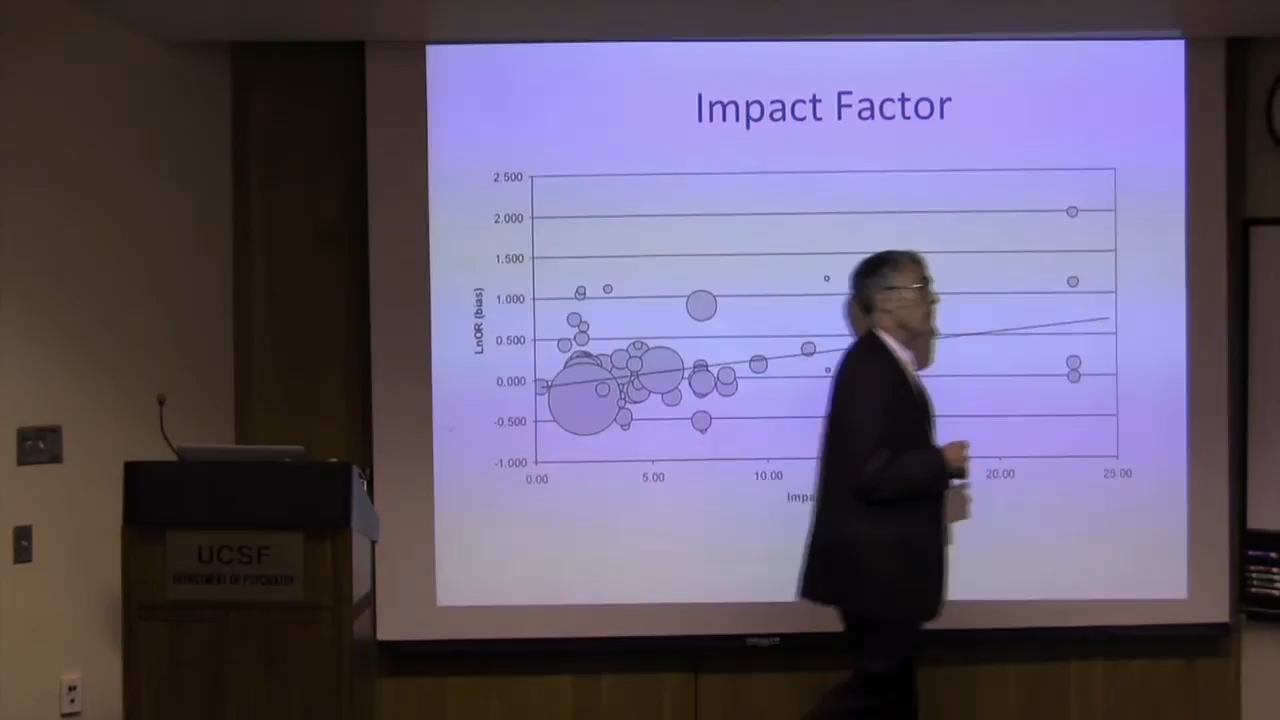 Impact Factor
2.500
2.000
1.500
1.000
0.500
0.000
-0.500
-1.000
LnOR (bias)
0.00 5.00 10.00 20.00 25.00
Impa
UCSF
DEPARTMENT OF PSYCHIATRY